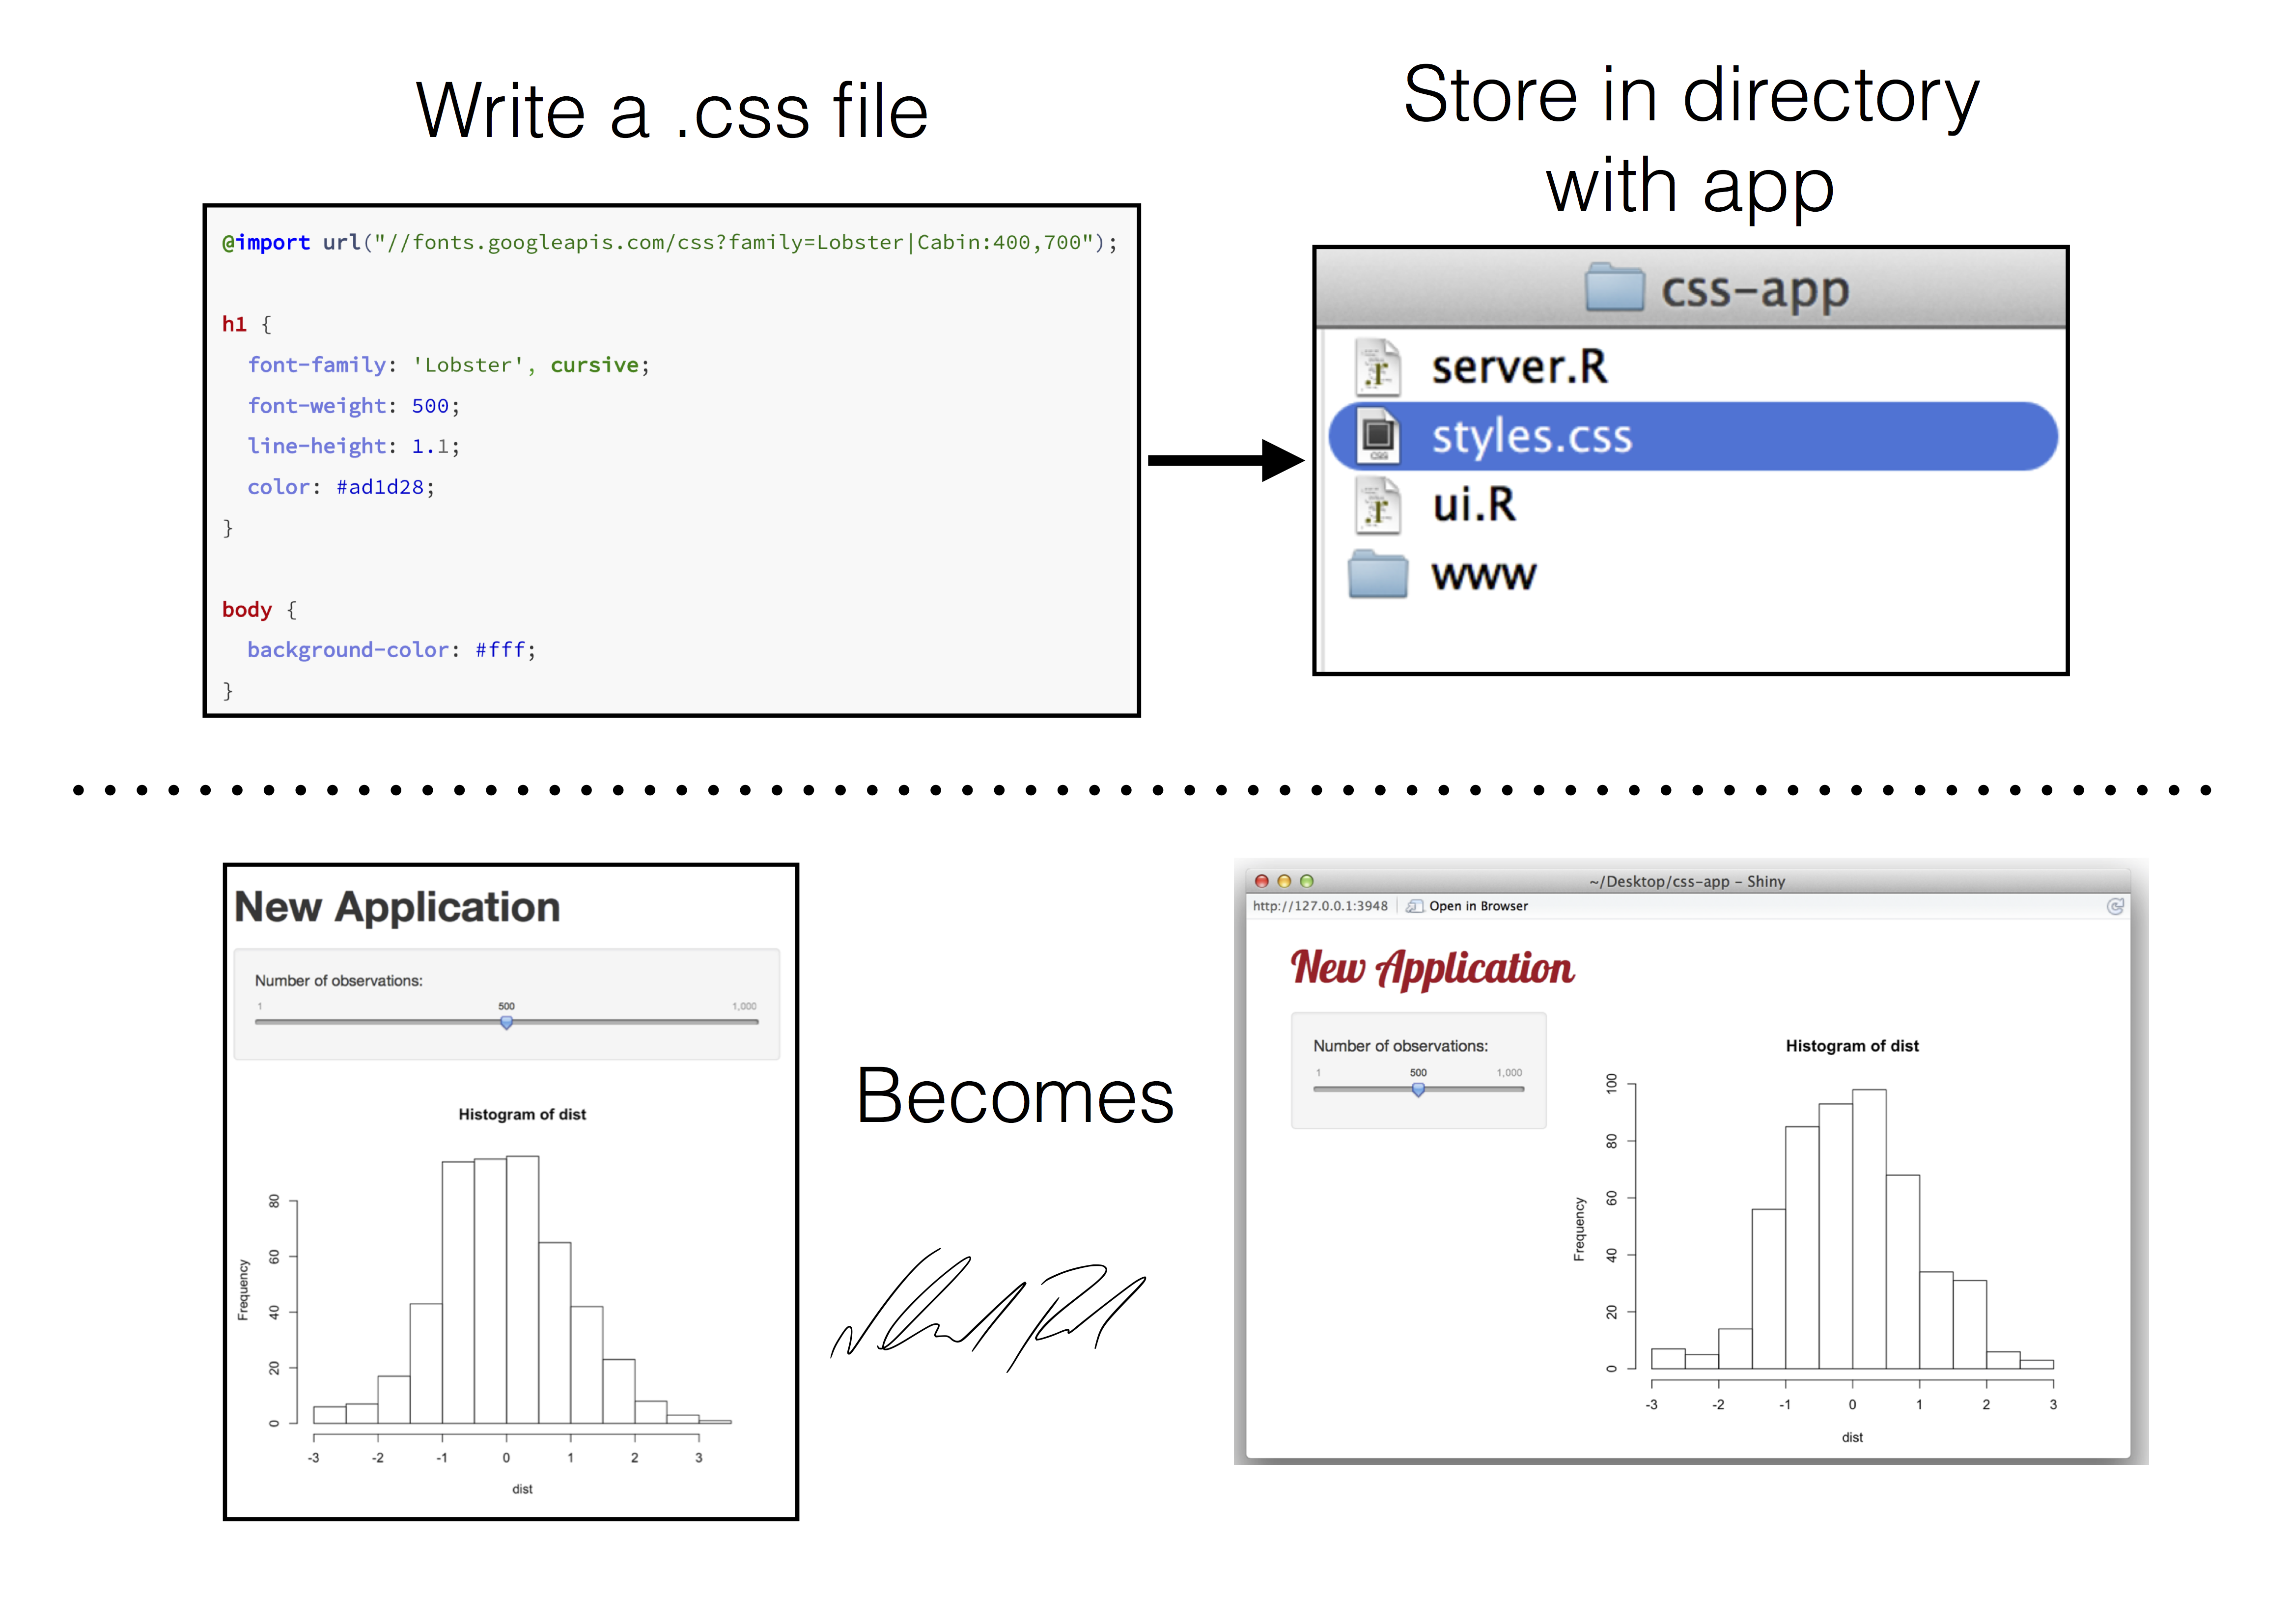 Write a .css file
@import url("//fonts.googleapis.com/css?family=Lobster|Cabin:400,700");
h1 {
font-family: 'Lobster', cursive;
font-weight: 500;
line-height: 1.1;
color: #ad1d28;
}
body {
background-color: #fff;
}
Store in directory
with app
css-app
server.R
styles.css
ui.R
www
New Application
Number of observations:
1 500 1,000
Histogram of dist
Frequency
80
60
40
20
0
-3 -2 -1 0 1 2 3
dist
Becomes
~/Desktop/css-app – Shiny
http://127.0.0.1:3948 Open in Browser
New Application
Number of observations:
1 500 1,000
Histogram of dist
Frequency
100
80
60
40
20
0
-3 -2 -1 0 1 2 3
dist